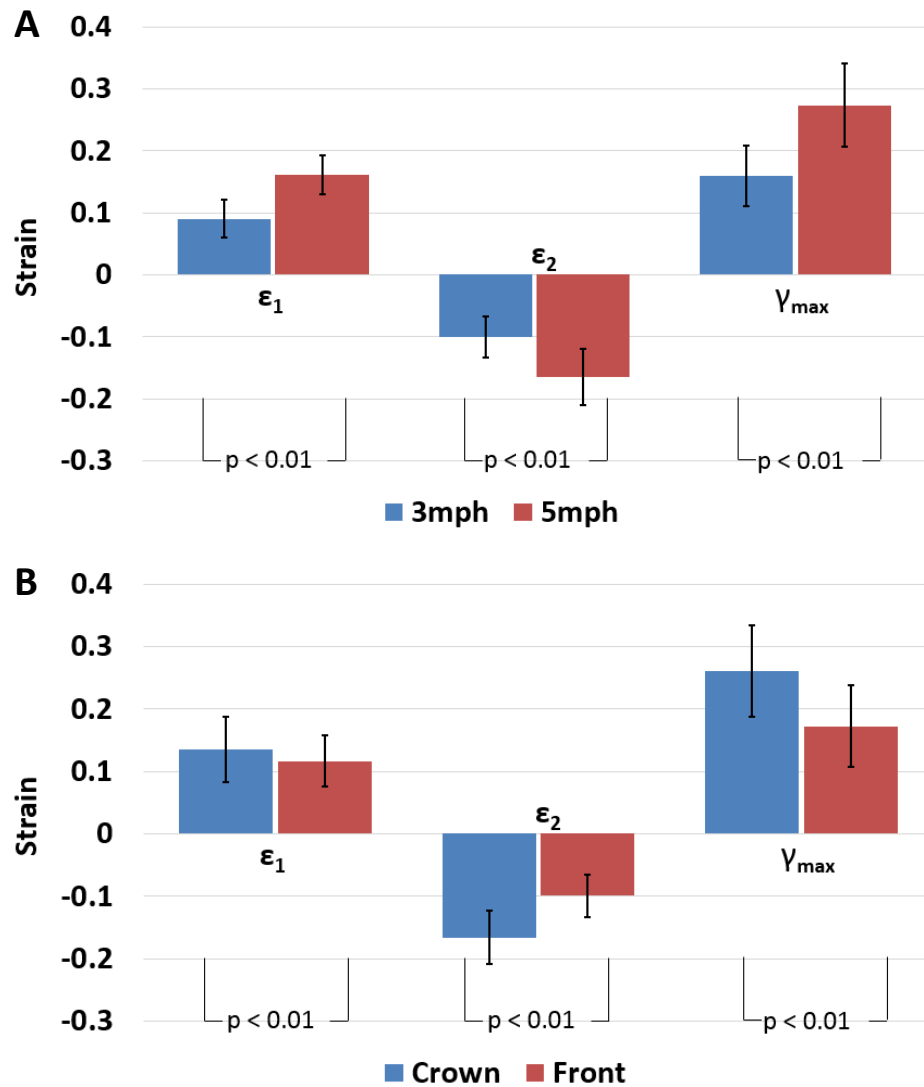 A
0.4
0.3
0.2
0.1
0
-0.1
-0.2
-0.3
Strain
ε1
ε2
γmax
p < 0.01 p < 0.01 p < 0.01
3mph 5mph
B
0.4
0.3
0.2
0.1
0
-0.1
-0.2
-0.3
Strain
ε1
ε2
γmax
p < 0.01 p < 0.01 p < 0.01
Crown Front